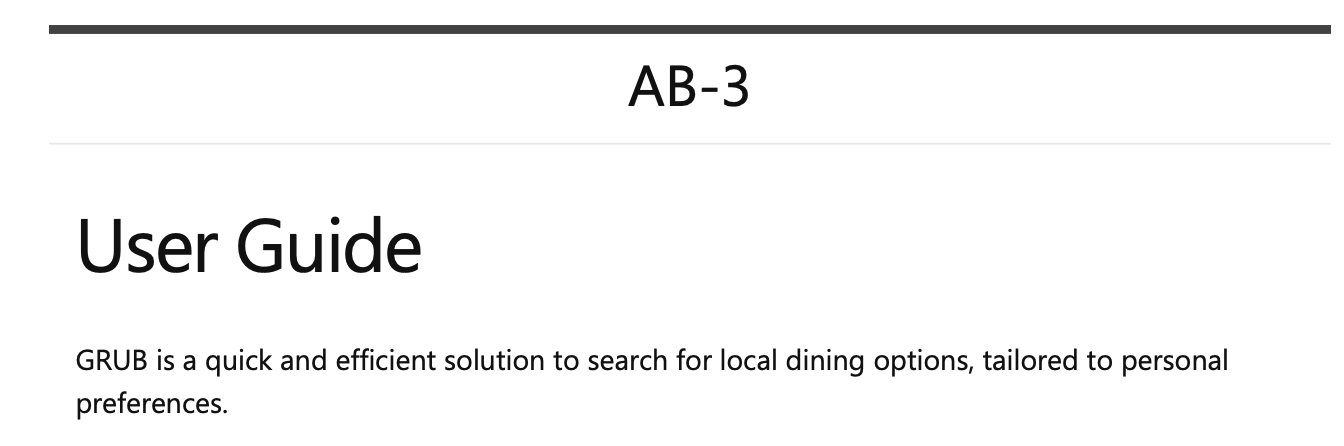 AB-3
User Guide
GRUB is a quick and efficient solution to search for local dining options, tailored to personal
preferences.